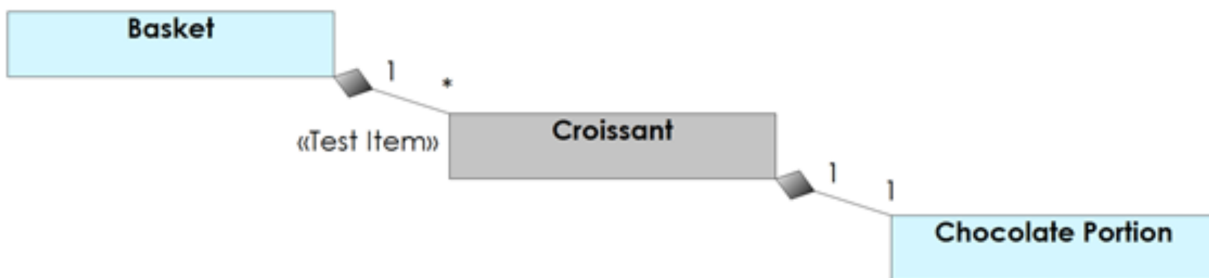 Basket
1
*
«Test Item»
Croissant
1
1
Chocolate Portion